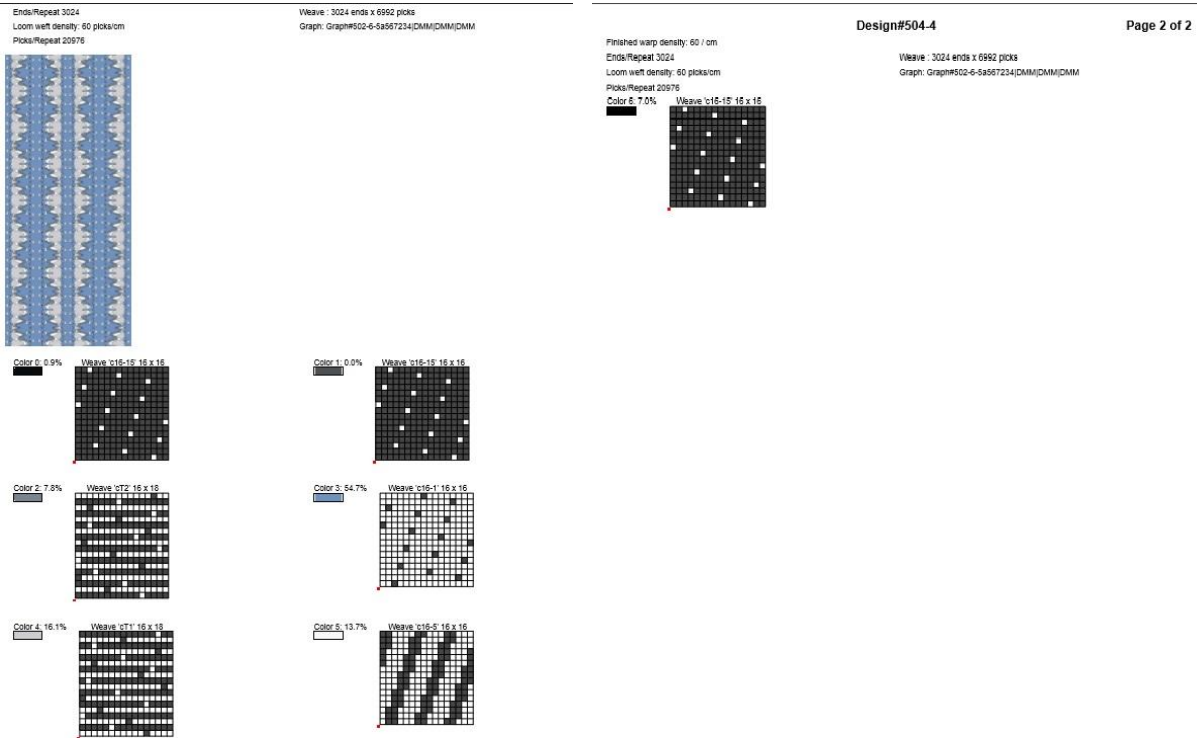 Ends/Repeat 3024
Loom weft density: 60 picks/cm
Picks/Repeat 20976
Weave : 3024 ends x 6992 picks
Graph: Graph#502-6-5a567234|DMM|DMM|DMM
Color 0: 0.9% Weave 'c16-15' 16 x 16
Color 1: 0.0% Weave 'c16-15' 16 x 16
Color 2: 7.8% Weave 'cT2' 16 x 18
Color 3: 54.7% Weave 'c16-1' 16 x 16
Color 4: 16.1% Weave 'cT1' 16 x 18
Color 5: 13.7% Weave 'c16-5' 16 x 16
Design#504-4
Page 2 of 2
Finished warp density: 60 / cm
Ends/Repeat 3024
Loom weft density: 60 picks/cm
Picks/Repeat 20976
Weave : 3024 ends x 6992 picks
Graph: Graph#502-6-5a567234|DMM|DMM|DMM
Color 6: 7.0% Weave 'c16-15' 16 x 16